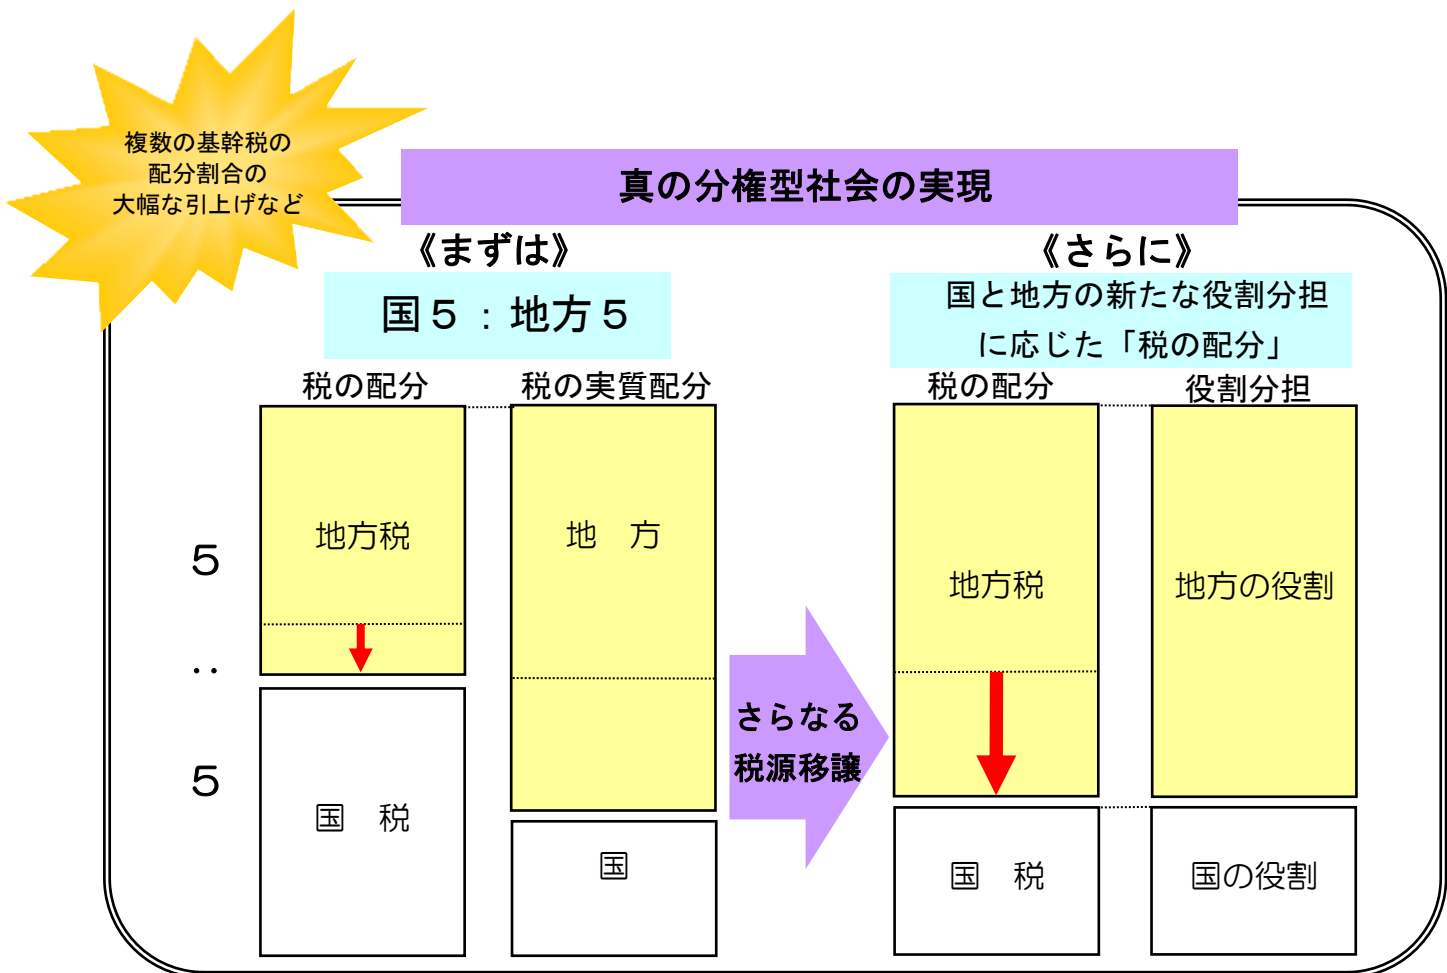 複数の基幹税の
配分割合の
大幅な引上げなど
真の分権型社会の実現
《まずは》
国５：地方５
税の配分
税の実質配分
地方税
地　方
５
：
５
国　税
国
さらなる
税源移譲
《さらに》
国と地方の新たな役割分担
に応じた「税の配分」
税の配分
役割分担
地方税
地方の役割
国　税
国の役割